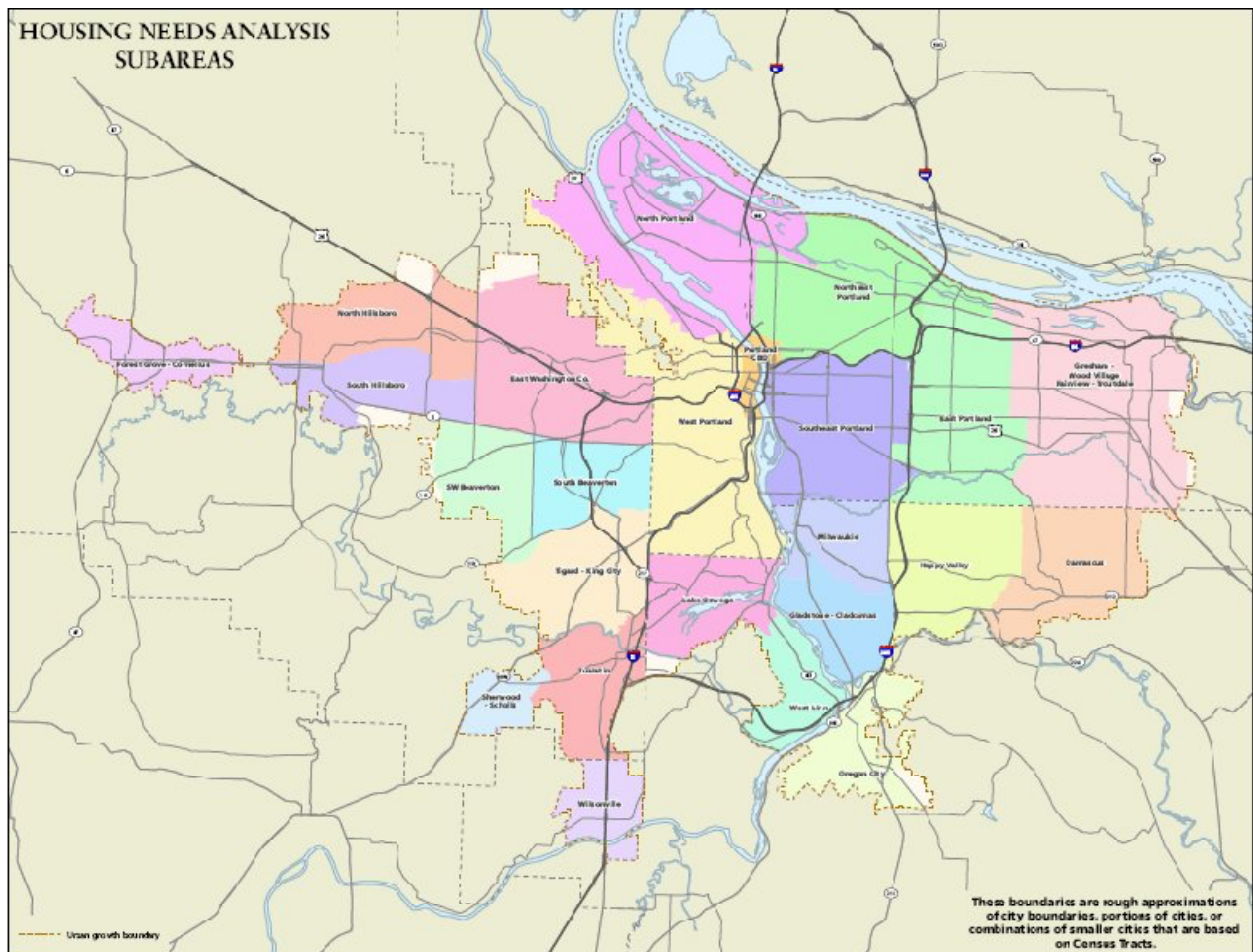 HOUSING NEEDS ANALYSIS
SUBAREAS
North Portland
Northeast
Portland
North Hillsboro
Portland
CBD
Forest Grove - Cornelius
South Hillsboro
East Washington Co.
Gresham -
Wood Village
Fairview - Troutdale
West Portland
Southeast Portland
East Portland
26
26
SW Beaverton
South Beaverton
Milwaukie
Tigard - King City
Happy Valley
Damascus
Lake Oswego
Gladstone - Clackamas
Tualatin
Sherwood
- Scholls
West Linn
Oregon City
Wilsonville
Urban growth boundary
These boundaries are rough approximations
of city boundaries, portions of cities, or
combinations of smaller cities that are based
on Census Tracts.